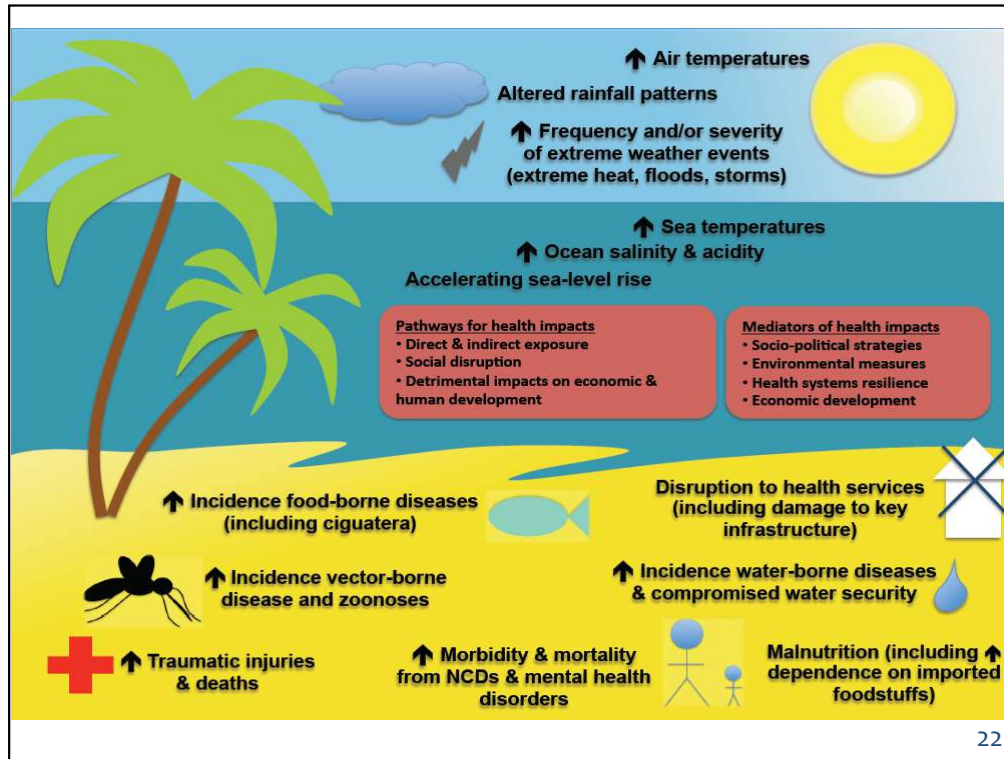 ↑ Air temperatures
Altered rainfall patterns
↑ Frequency and/or severity
of extreme weather events
(extreme heat, floods, storms)
↑ Sea temperatures
↑ Ocean salinity & acidity
Accelerating sea-level rise
Pathways for health impacts
• Direct & indirect exposure
• Social disruption
• Detrimental impacts on economic &
human development
Mediators of health impacts
• Socio-political strategies
• Environmental measures
• Health systems resilience
• Economic development
↑ Incidence food-borne diseases
(including ciguatera)
Disruption to health services
(including damage to key
infrastructure)
↑ Incidence vector-borne
disease and zoonoses
↑ Incidence water-borne diseases
& compromised water security
↑ Traumatic injuries
& deaths
↑ Morbidity & mortality
from NCDs & mental health
disorders
Malnutrition (including ↑
dependence on imported
foodstuffs)
22